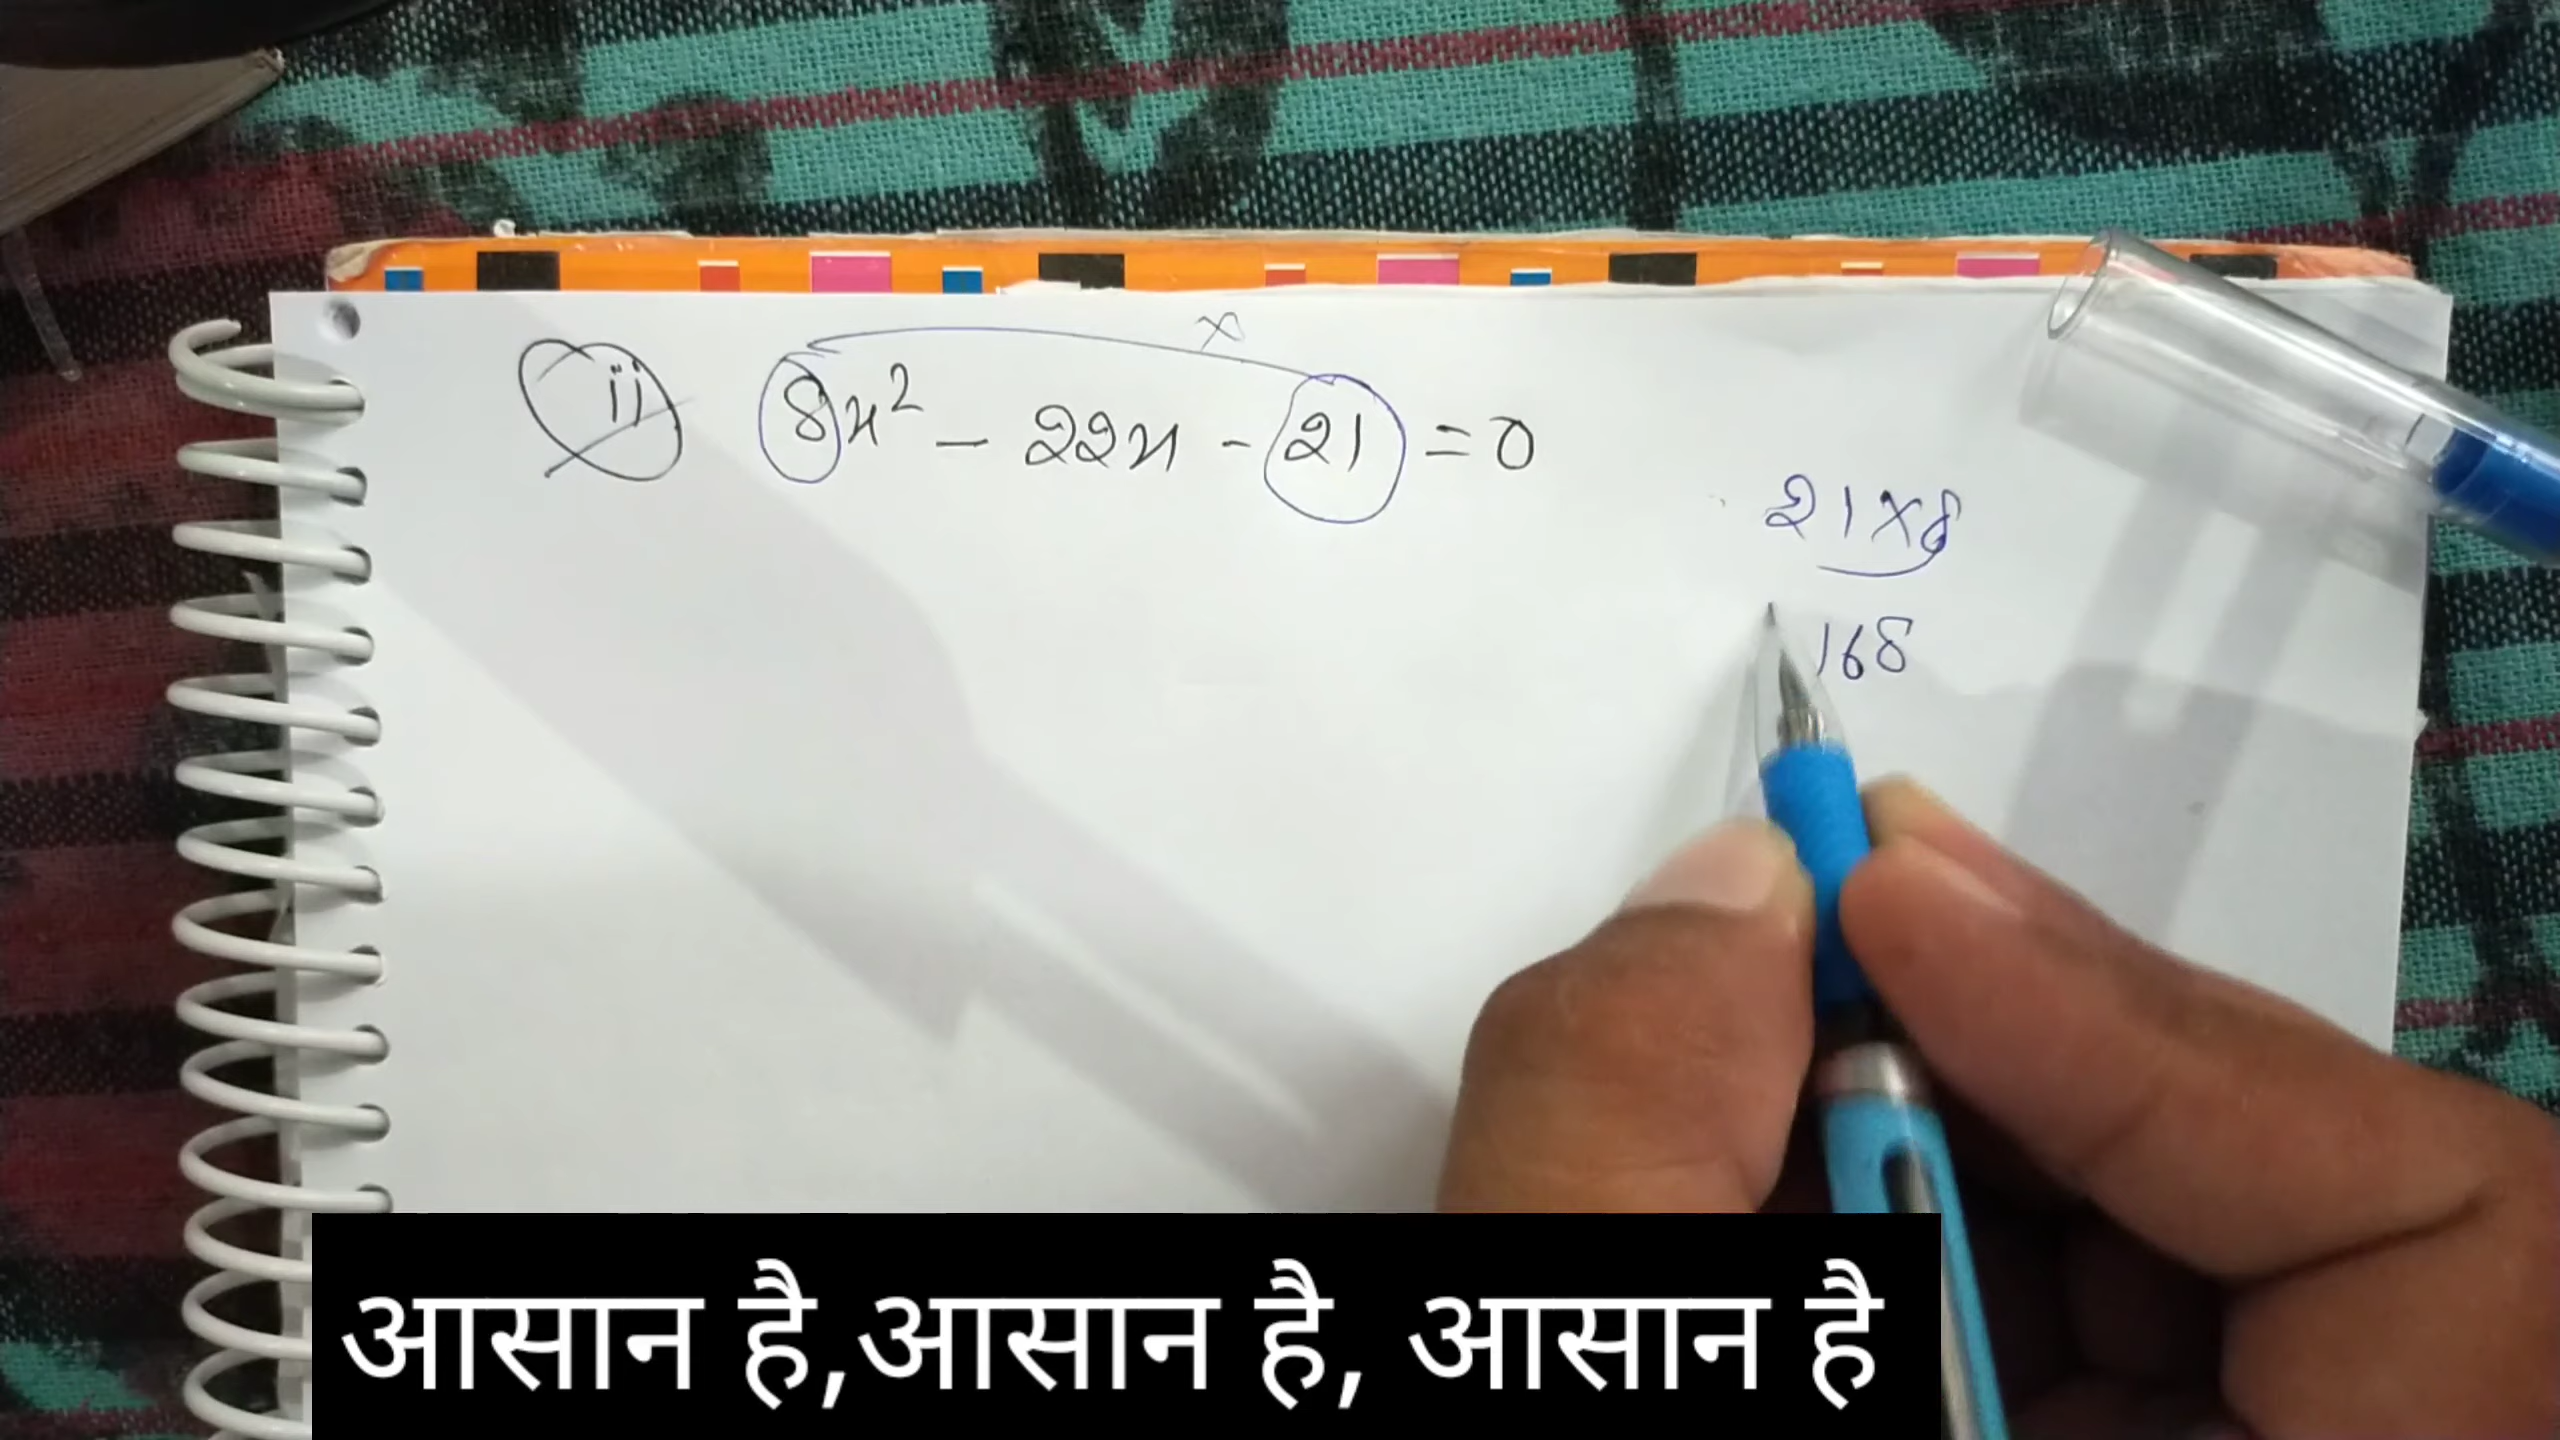 ii 8x² - 22x - 21 = 0
×
21×8
168
आसान है,आसान है, आसान है